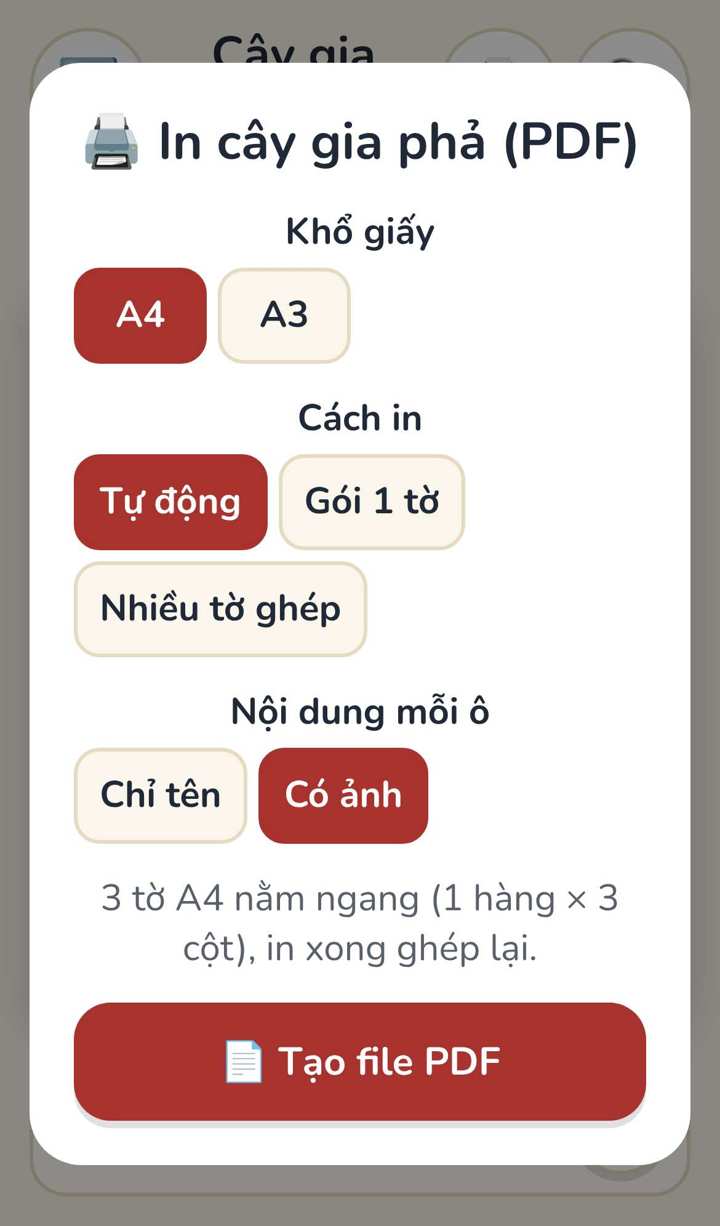 Cây gia
In cây gia phả (PDF)
Khổ giấy
A4 A3
Cách in
Tự động Gói 1 tờ
Nhiều tờ ghép
Nội dung mỗi ô
Chỉ tên Có ảnh
3 tờ A4 nằm ngang (1 hàng × 3
cột), in xong ghép lại.
Tạo file PDF